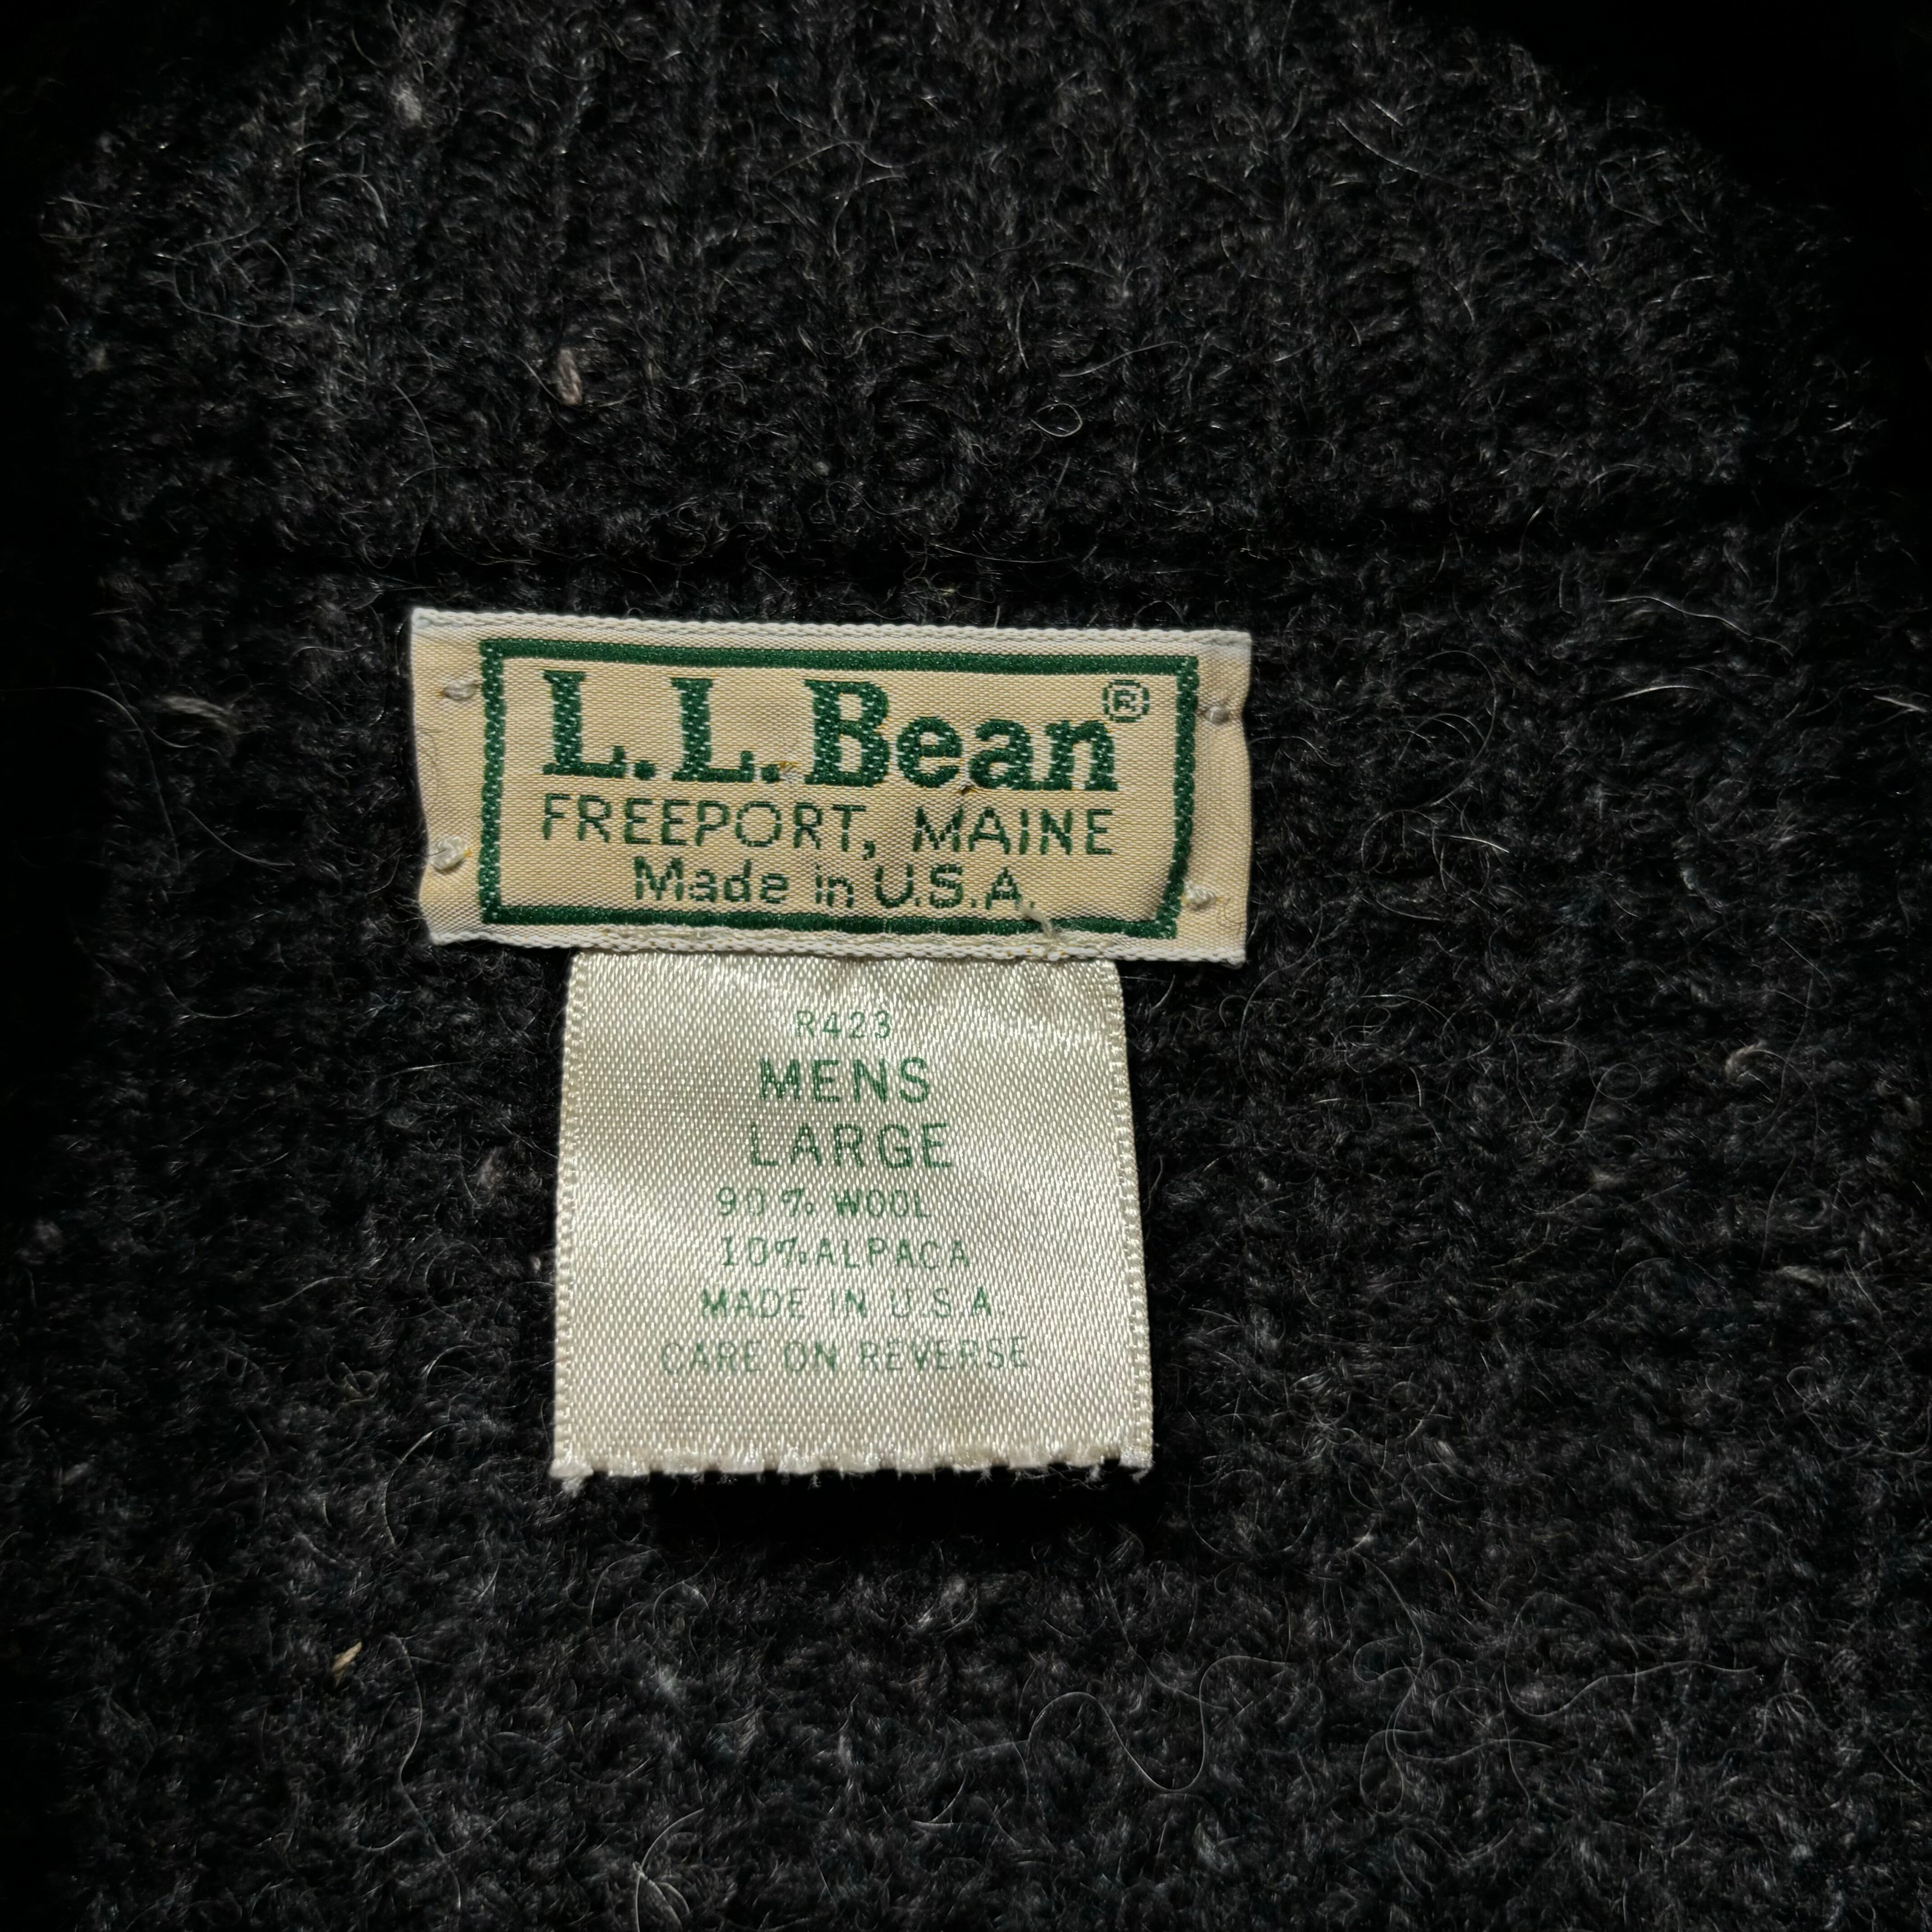 L.L.Bean®
FREEPORT, MAINE
Made in U.S.A.
R423
MENS
LARGE
90% WOOL
10% ALPACA
MADE IN U.S.A.
CARE ON REVERSE